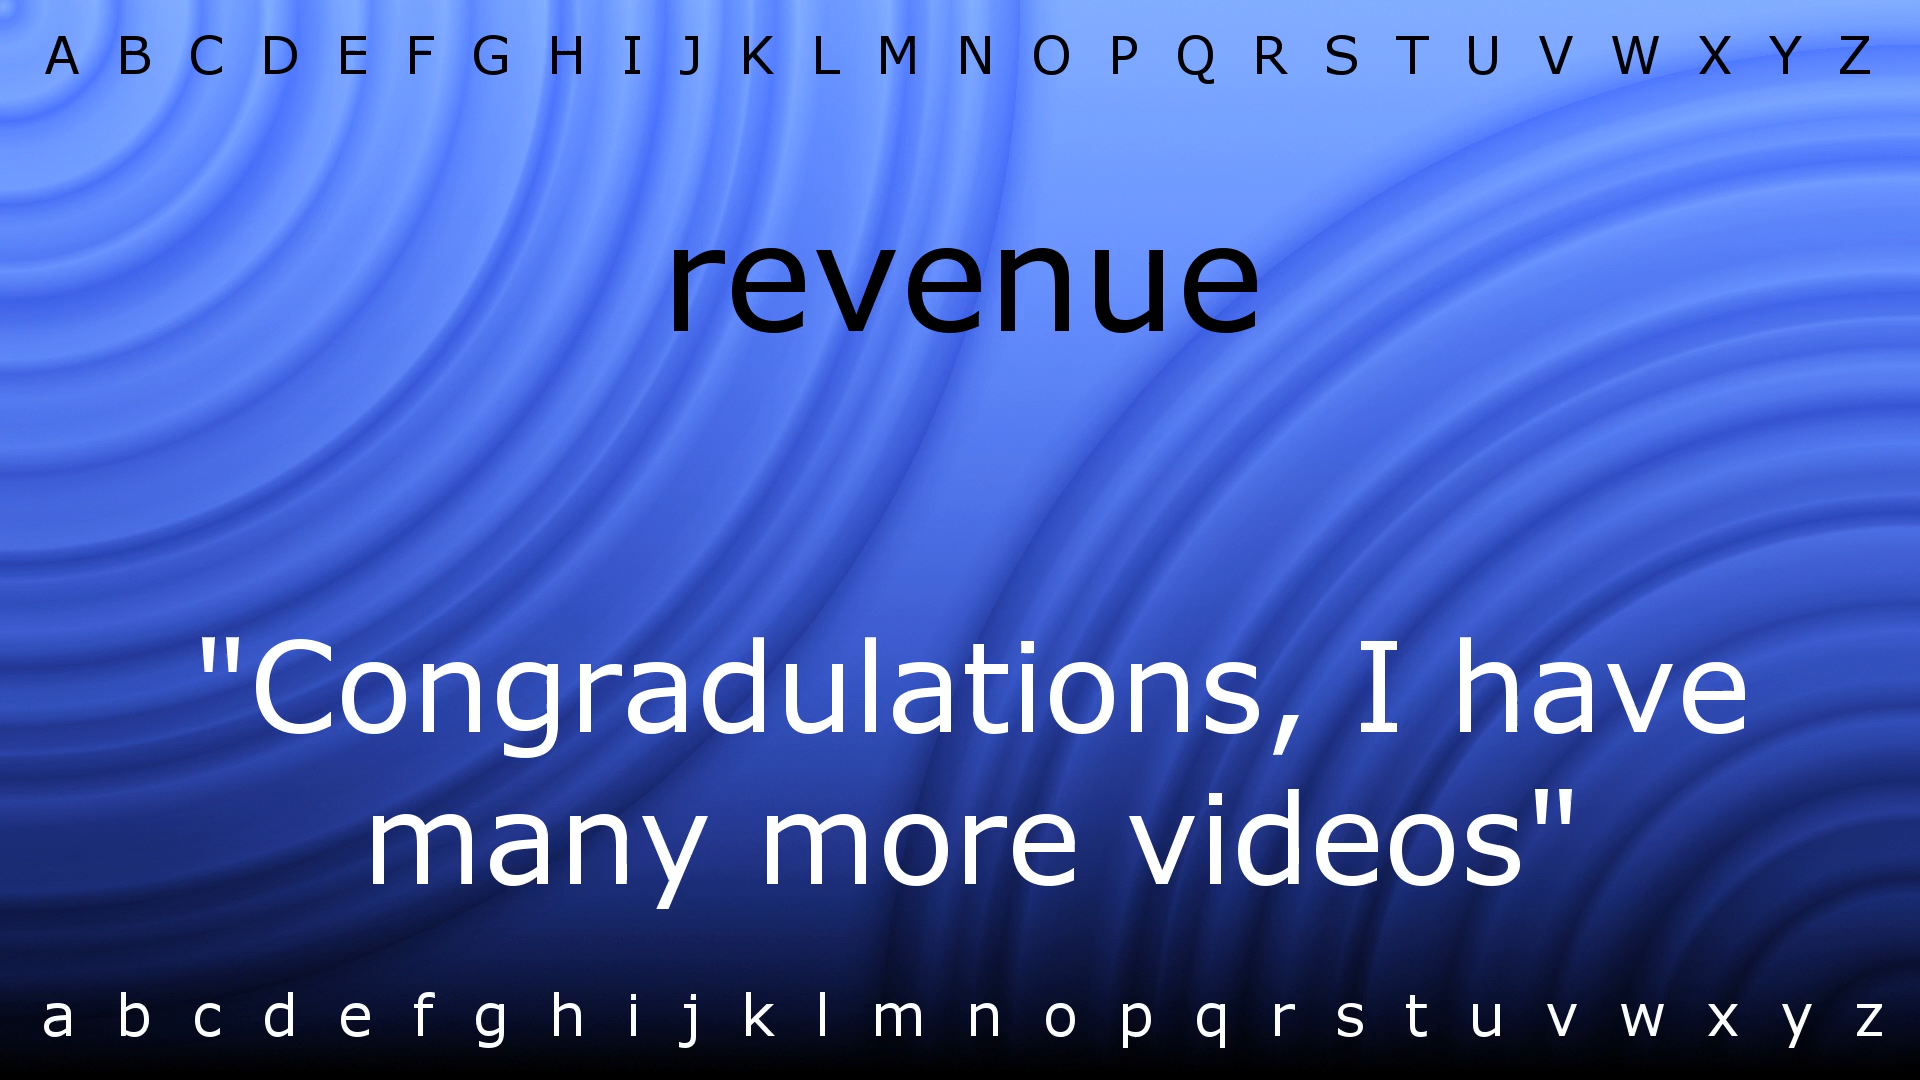 A B C D E F G H I J K L M N O P Q R S T U V W X Y Z
revenue
"Congradulations, I have
many more videos"
a b c d e f g h i j k l m n o p q r s t u v w x y z